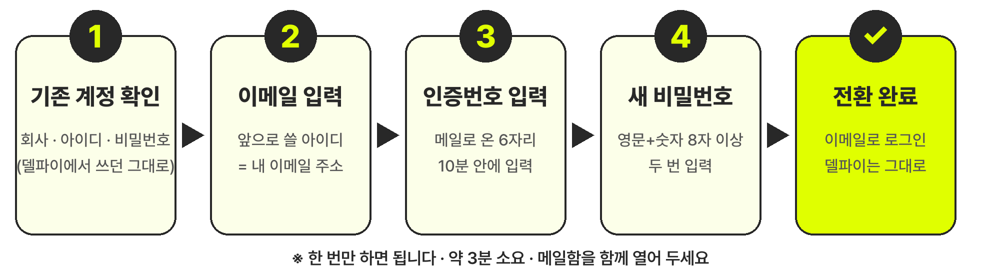 1
기존 계정 확인
회사 · 아이디 · 비밀번호
(델파이에서 쓰던 그대로)
2
이메일 입력
앞으로 쓸 아이디
= 내 이메일 주소
3
인증번호 입력
메일로 온 6자리
10분 안에 입력
4
새 비밀번호
영문+숫자 8자 이상
두 번 입력
전환 완료
이메일로 로그인
델파이는 그대로
※ 한 번만 하면 됩니다 · 약 3분 소요 · 메일함을 함께 열어 두세요